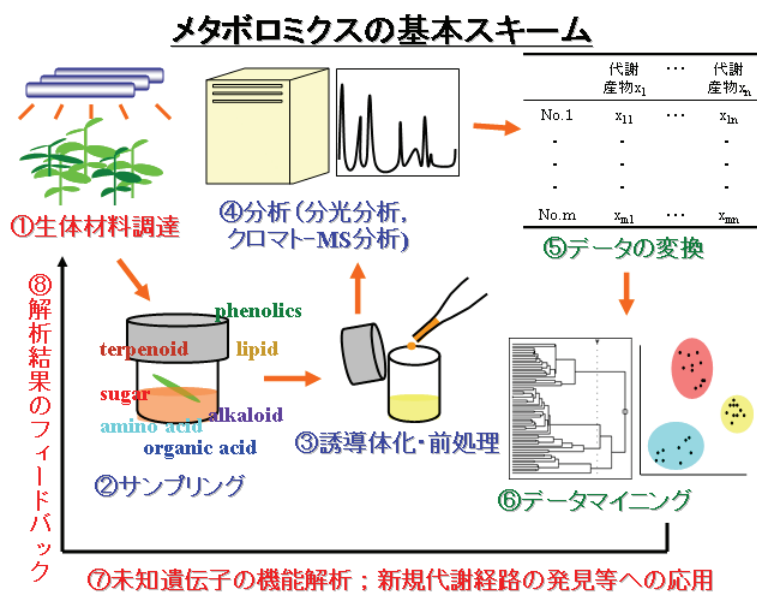 メタボロミクスの基本スキーム
①生体材料調達
④分析(分光分析,
クロマト-MS分析)
代謝 ⋯ 代謝
産物x1 産物xn
No.1 x11 ⋯ x1n
- - -
- - -
- - -
No.m xm1 ⋯ xmn
⑤データの変換
phenolics
terpenoid lipid
sugar
alkaloid
amino acid
organic acid
②サンプリング
③誘導体化・前処理
⑥データマイニング
⑦未知遺伝子の機能解析;新規代謝経路の発見等への応用
⑧解析結果のフィードバック